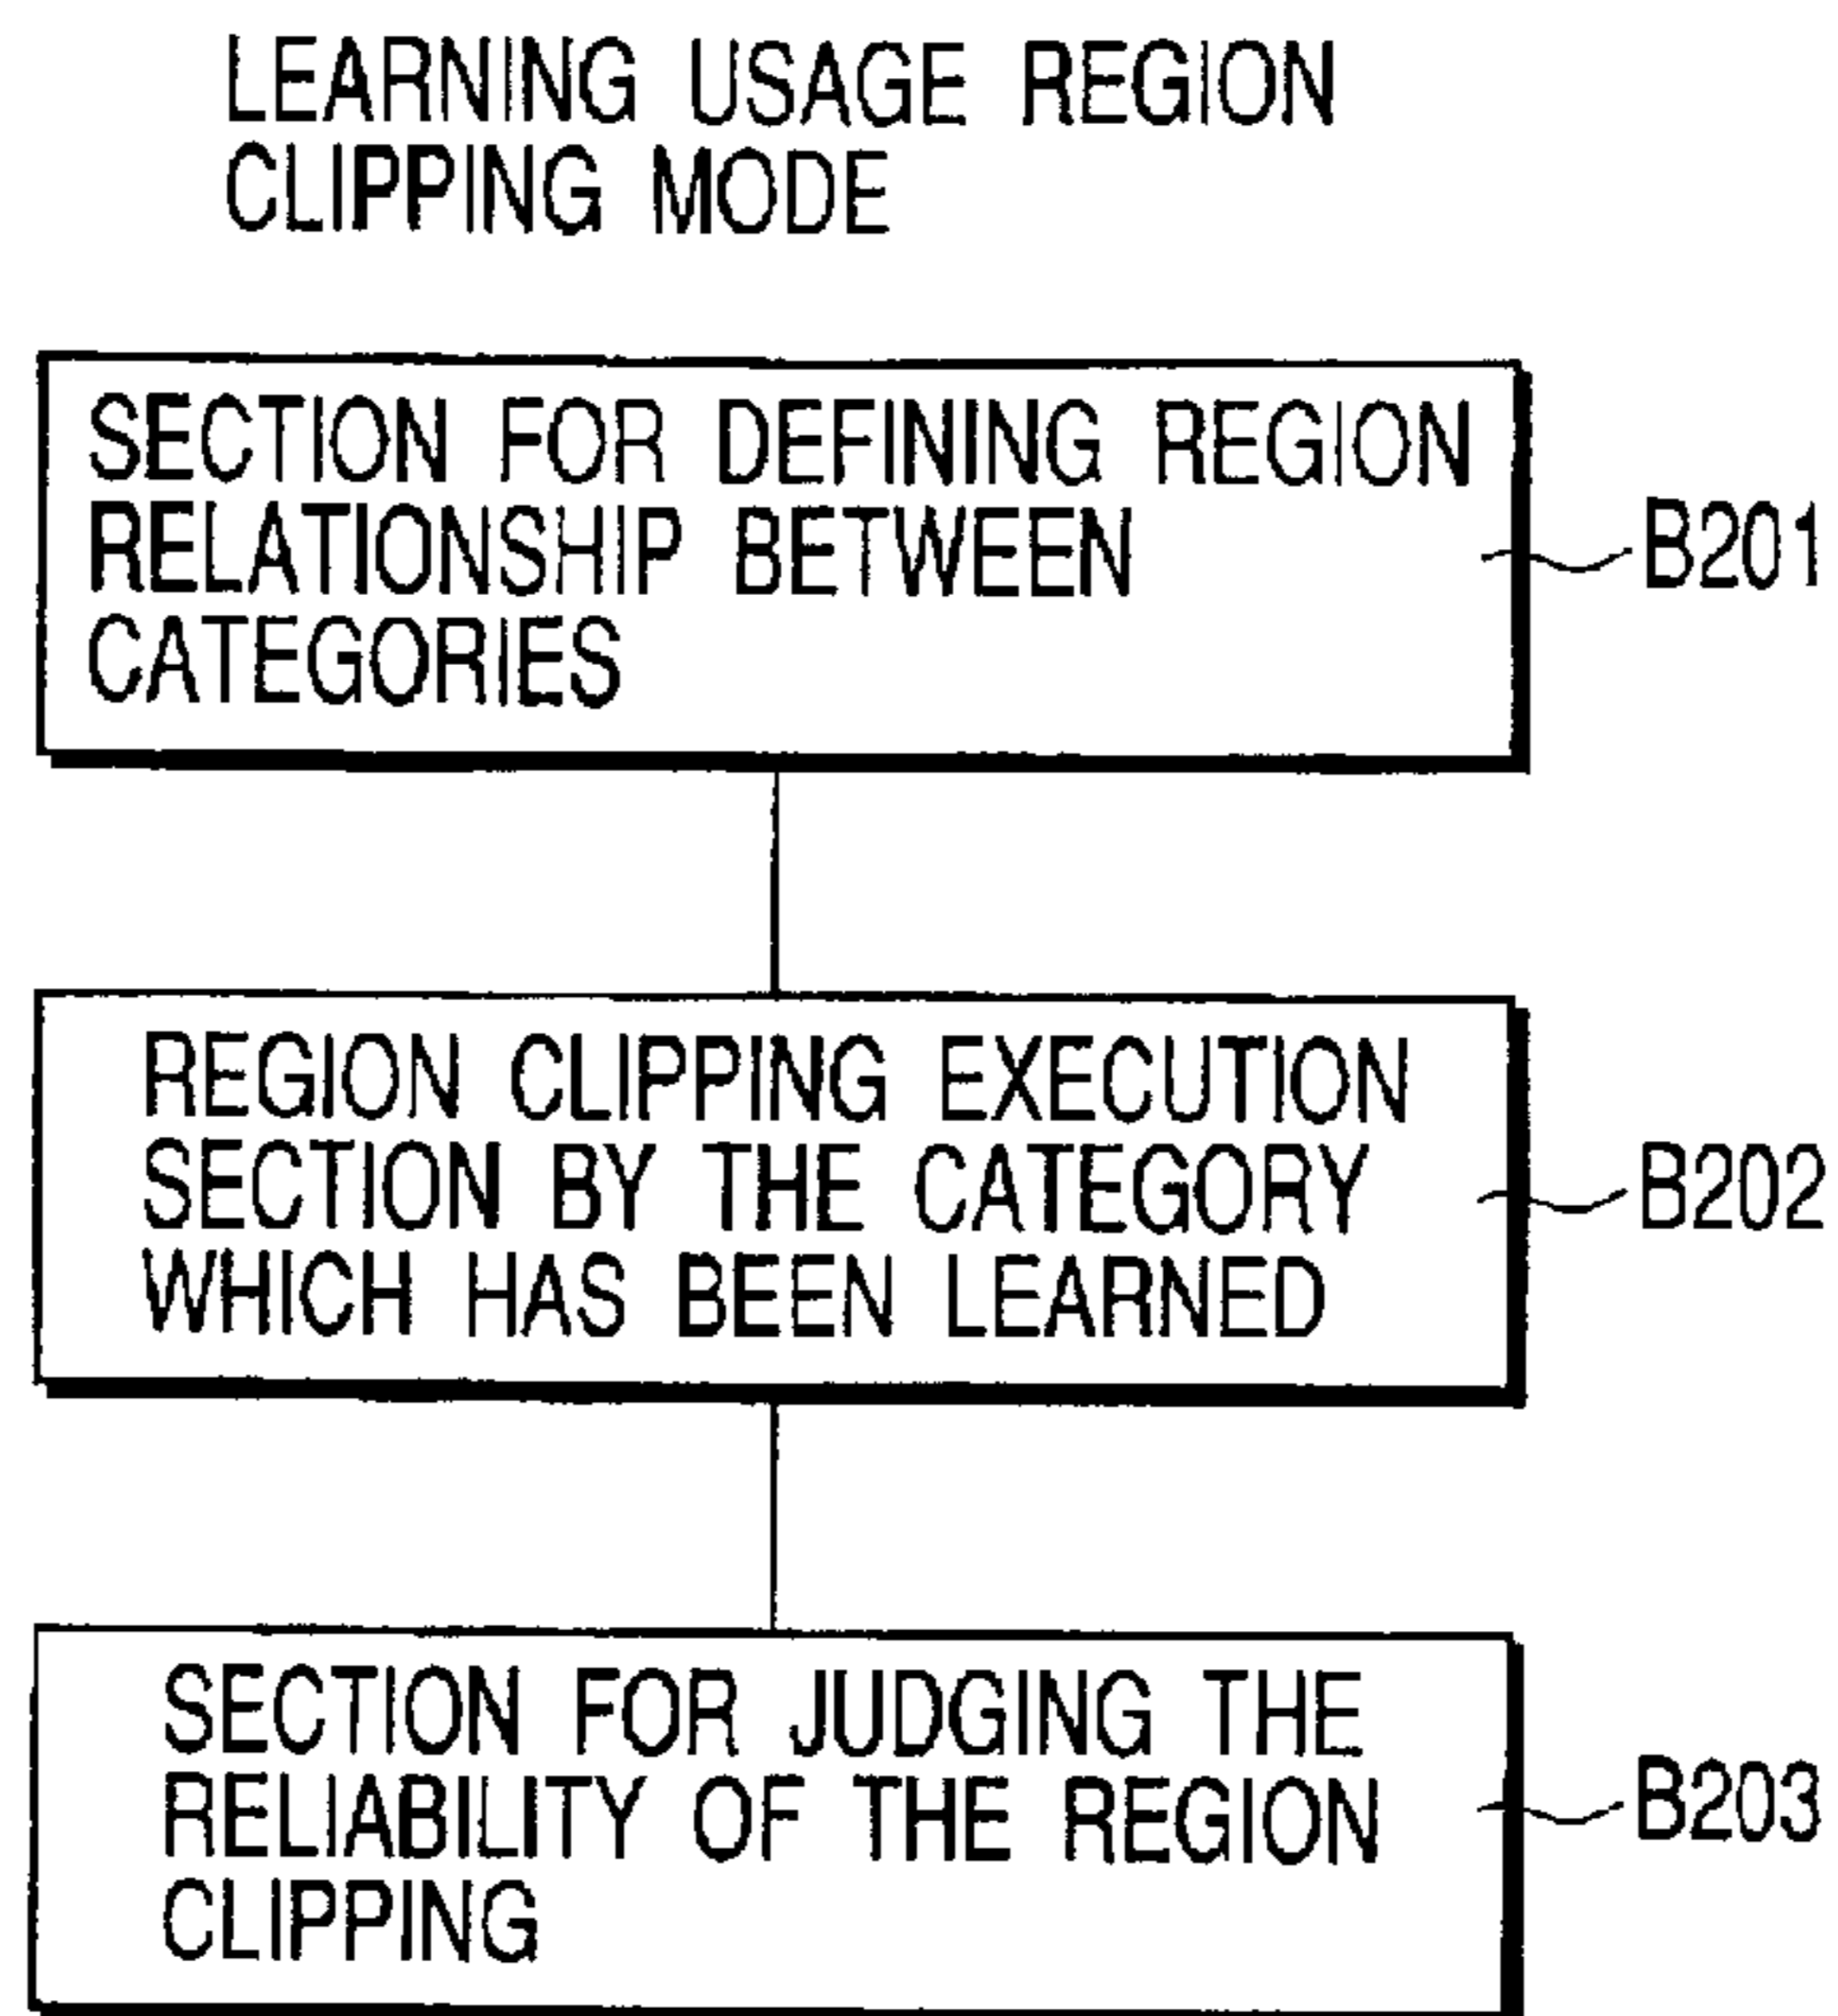 LEARNING USAGE REGION
CLIPPING MODE
SECTION FOR DEFINING REGION
RELATIONSHIP BETWEEN
CATEGORIES
B201
REGION CLIPPING EXECUTION
SECTION BY THE CATEGORY
WHICH HAS BEEN LEARNED
B202
SECTION FOR JUDGING THE
RELIABILITY OF THE REGION
CLIPPING
B203